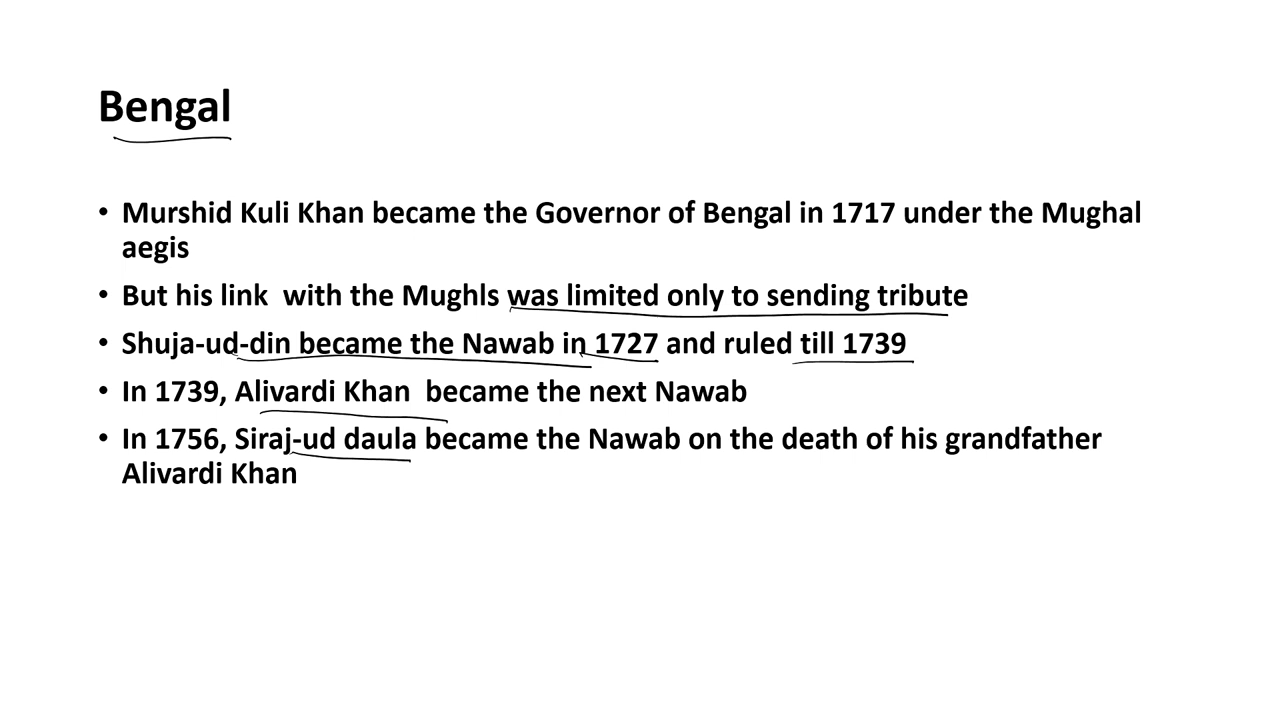 Bengal
• Murshid Kuli Khan became the Governor of Bengal in 1717 under the Mughal
aegis
• But his link with the Mughls was limited only to sending tribute
• Shuja-ud-din became the Nawab in 1727 and ruled till 1739
• In 1739, Alivardi Khan became the next Nawab
• In 1756, Siraj-ud daula became the Nawab on the death of his grandfather
Alivardi Khan